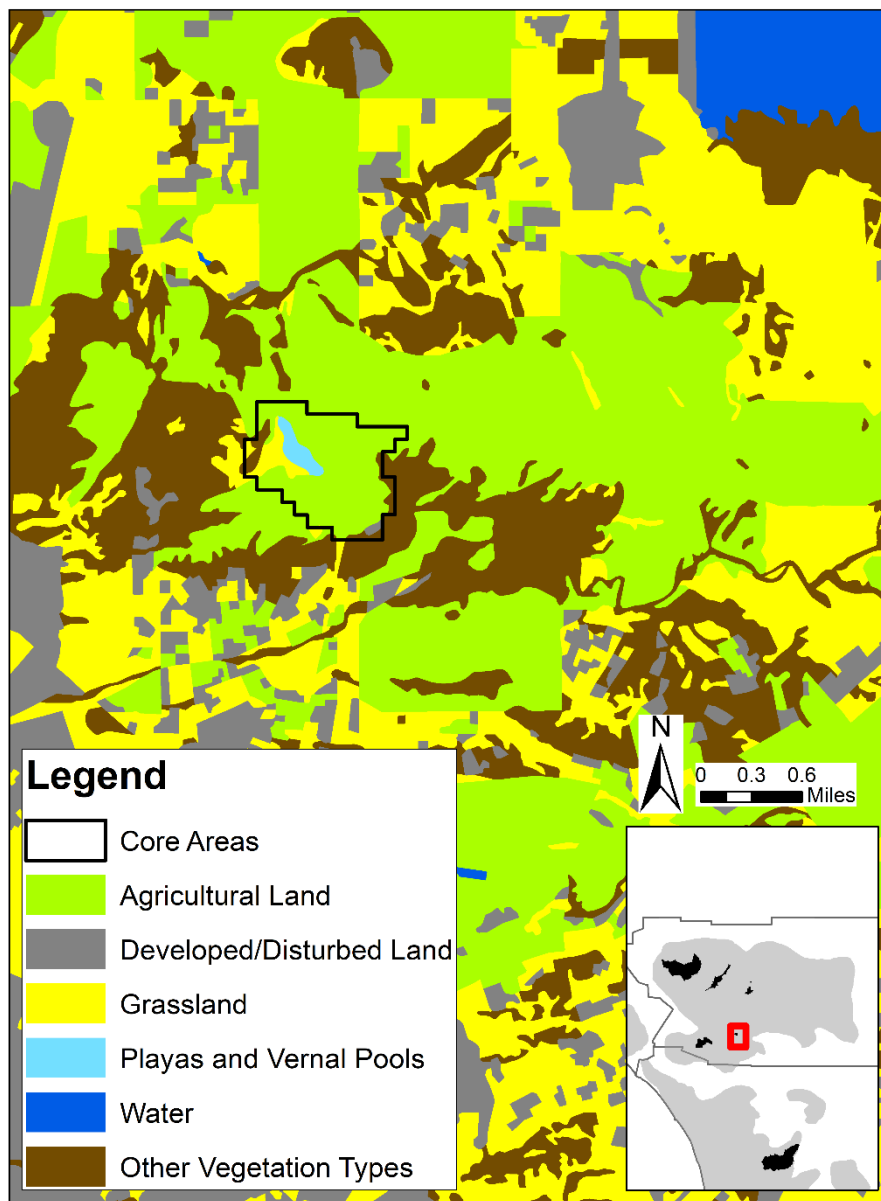 N
0 0.3 0.6
Miles
Legend
Core Areas
Agricultural Land
Developed/Disturbed Land
Grassland
Playas and Vernal Pools
Water
Other Vegetation Types